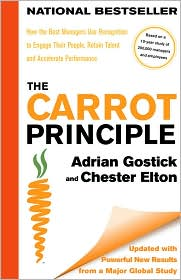 NATIONAL BESTSELLER
How the Best Managers Use Recognition
to Engage Their People, Retain Talent
and Accelerate Performance
Based on a
10-year study of
200,000 managers
and employees
THE
CARROT
PRINCIPLE
Adrian Gostick
and Chester Elton
Updated with
Powerful New Results
from a Major Global Study